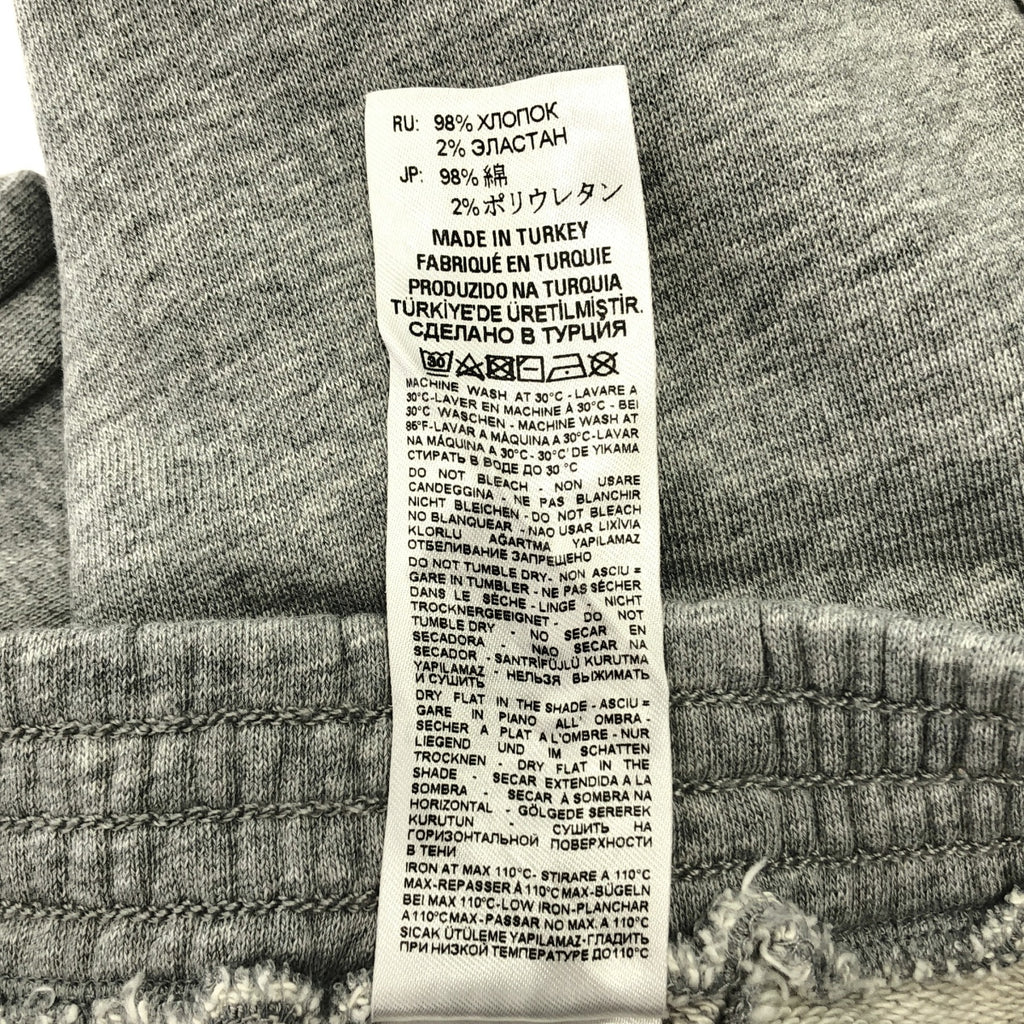 RU: 98% ХЛОПОК
2% ЭЛАСТАН
JP: 98% 綿
2% ポリウレタン
MADE IN TURKEY
FABRIQUÉ EN TURQUIE
PRODUZIDO NA TURQUIA
TÜRKİYE'DE ÜRETİLMİŞTİR.
СДЕЛАНО В ТУРЦИЯ
30
MACHINE WASH AT 30°C - LAVARE A
30°C-LAVER EN MACHINE À 30°C - BEI
30°C WASCHEN - MACHINE WASH AT
86°F-LAVAR A MÁQUINA A 30°C-LAVAR
NA MÁQUINA A 30°C- 30°C' DE YIKAMA
СТИРАТЬ В ВОДЕ ДО 30 °C
DO NOT BLEACH - NON USARE
CANDEGGINA - NE PAS BLANCHIR
NICHT BLEICHEN - DO NOT BLEACH
NO BLANQUEAR - NAO USAR LIXÍVIA
KLORLU AĞARTMA YAPILAMAZ
ОТБЕЛИВАНИЕ ЗАПРЕЩЕНО
DO NOT TUMBLE DRY- NON ASCIU =
GARE IN TUMBLER - NE PAS SÉCHER
DANS LE SÉCHE - LINGE - NICHT
TROCKNERGEEIGNET - DO NOT
TUMBLE DRY - NO SECAR EN
SECADORA - NAO SECAR NA
SECADOR - SANTRİFÜJLÜ KURUTMA
YAPILAMAZ - НЕЛЬЗЯ ВЫЖИМАТЬ
И СУШИТЬ
DRY FLAT IN THE SHADE - ASCIU =
GARE IN PIANO ALL' OMBRA -
SECHER A PLAT A L'OMBRE - NUR
LIEGEND UND IM SCHATTEN
TROCKNEN - DRY FLAT IN THE
SHADE - SECAR EXTENDIDA A LA
SOMBRA - SECAR À SOMBRA NA
HORIZONTAL - GÖLGEDE SEREREK
KURUTUN - СУШИТЬ НА
ГОРИЗОНТАЛЬНОЙ ПОВЕРХНОСТИ
В ТЕНИ
IRON AT MAX 110°C- STIRARE A 110°C
MAX-REPASSER À 110°C MAX-BÜGELN
BEI MAX 110°C-LOW IRON-PLANCHAR
A 110°C MAX-PASSAR NO MAX. A 110°C
SICAK ÜTÜLEME YAPILAMAZ-ГЛАДИТЬ
ПРИ НИЗКОЙ ТЕМПЕРАТУРЕ ДО110°C